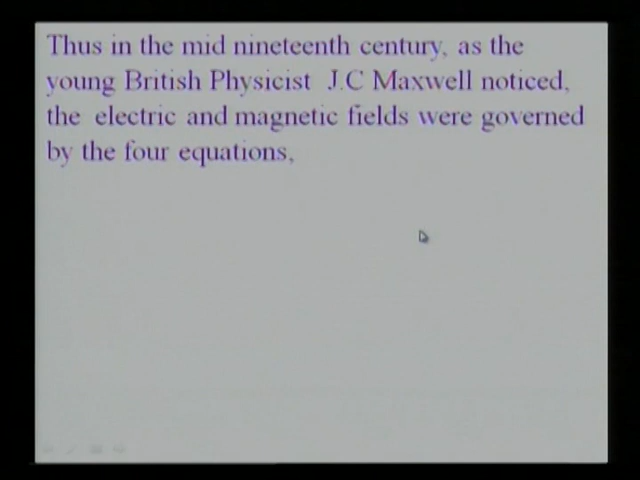 Thus in the mid nineteenth century, as the
young British Physicist J.C Maxwell noticed,
the electric and magnetic fields were governed
by the four equations,